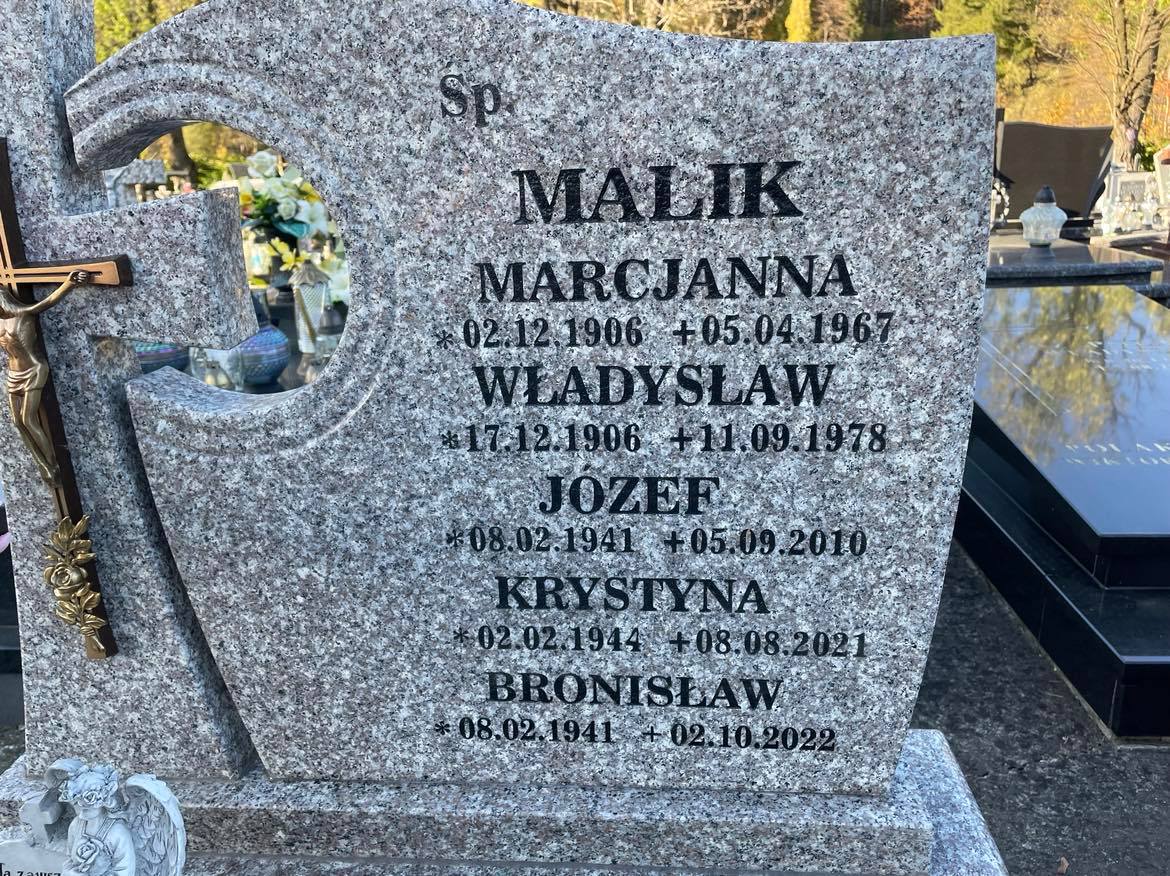 Śp.
MALIK
MARCJANNA
*02.12.1906 +05.04.1967
WŁADYSŁAW
*17.12.1906 +11.09.1978
JÓZEF
*08.02.1941 +05.09.2010
KRYSTYNA
*02.02.1944 +08.08.2021
BRONISŁAW
*08.02.1941 +02.10.2022